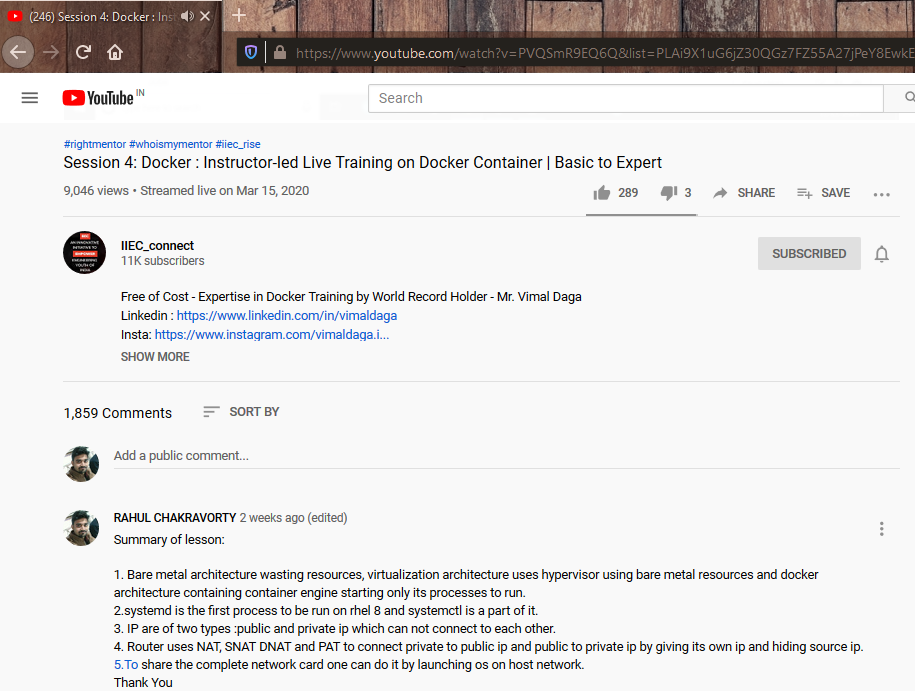 (246) Session 4: Docker : Inst
https://www.youtube.com/watch?v=PVQSmR9EQ6Q&list=PLAi9X1uG6jZ30QGz7FZ55A27jPeY8EwkE
YouTube IN
Search
#rightmentor #whoismymentor #iiec_rise
Session 4: Docker : Instructor-led Live Training on Docker Container | Basic to Expert
9,046 views • Streamed live on Mar 15, 2020
289 3 SHARE SAVE
IIEC_connect
11K subscribers
SUBSCRIBED
Free of Cost - Expertise in Docker Training by World Record Holder - Mr. Vimal Daga
Linkedin : https://www.linkedin.com/in/vimaldaga
Insta: https://www.instagram.com/vimaldaga.i...
SHOW MORE
1,859 Comments SORT BY
Add a public comment...
RAHUL CHAKRAVORTY 2 weeks ago (edited)
Summary of lesson:
1. Bare metal architecture wasting resources, virtualization architecture uses hypervisor using bare metal resources and docker
architecture containing container engine starting only its processes to run.
2.systemd is the first process to be run on rhel 8 and systemctl is a part of it.
3. IP are of two types :public and private ip which can not connect to each other.
4. Router uses NAT, SNAT DNAT and PAT to connect private to public ip and public to private ip by giving its own ip and hiding source ip.
5.To share the complete network card one can do it by launching os on host network.
Thank You